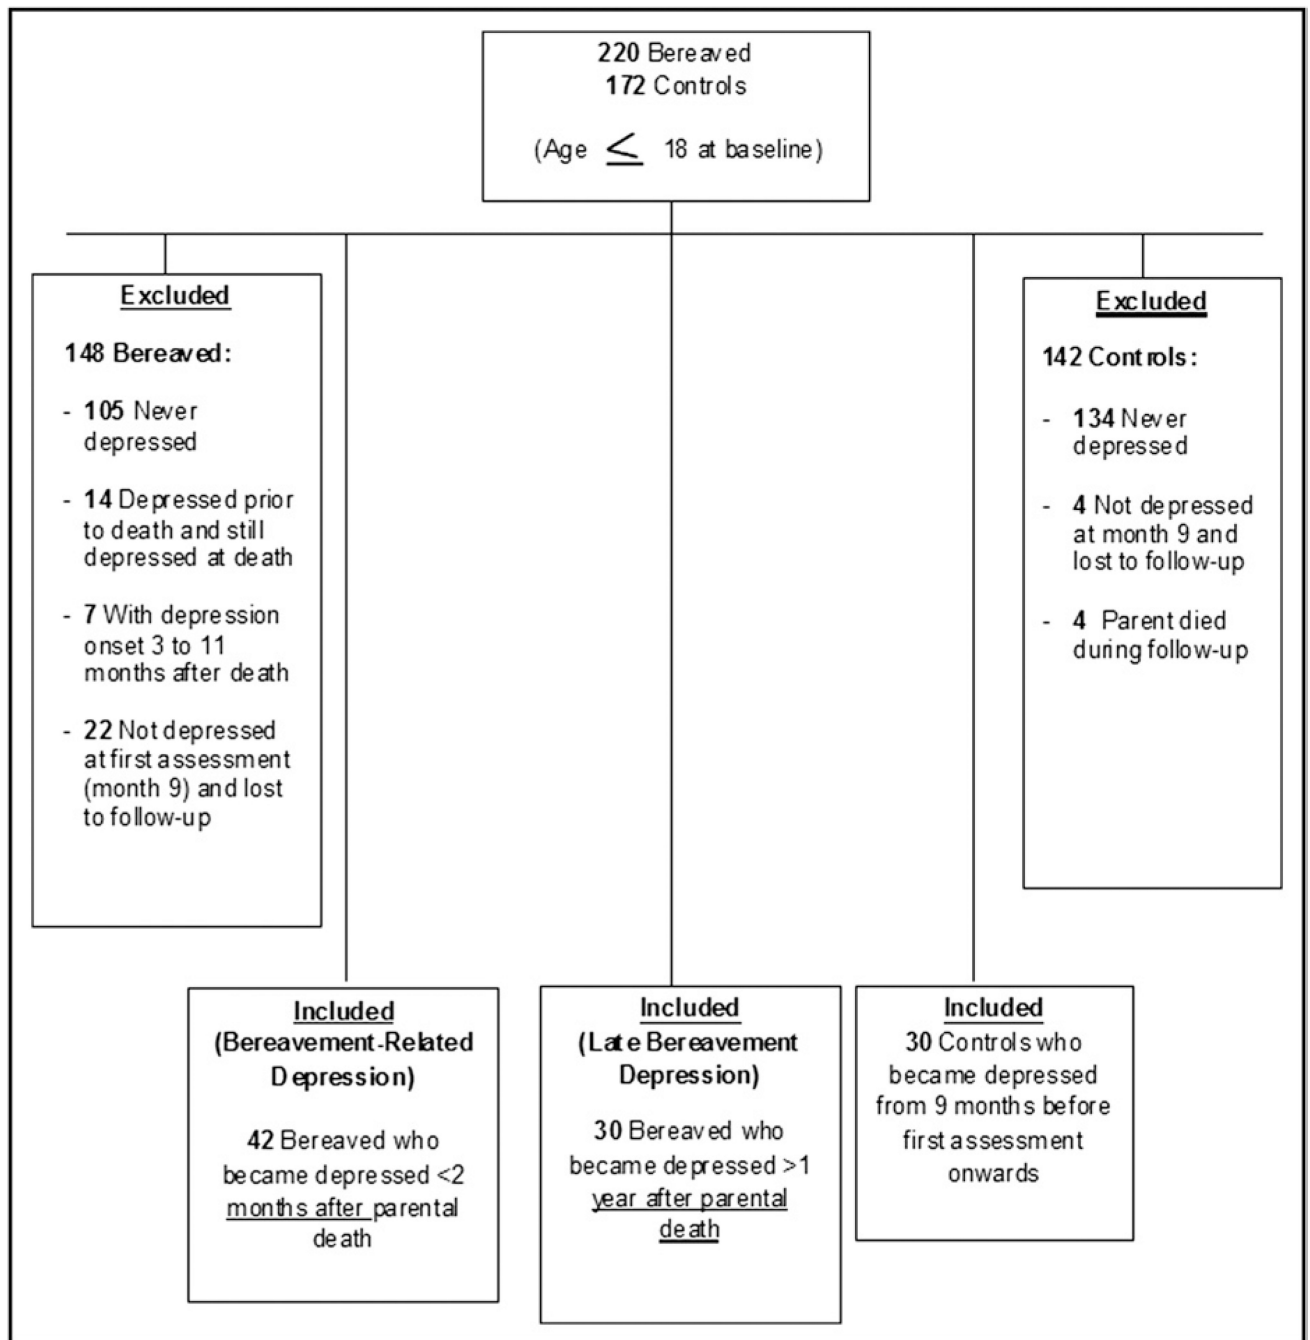 220 Bereaved
172 Controls
(Age ≤ 18 at baseline)
Excluded
148 Bereaved:
- 105 Never
depressed
- 14 Depressed prior
to death and still
depressed at death
- 7 With depression
onset 3 to 11
months after death
- 22 Not depressed
at first assessment
(month 9) and lost
to follow-up
Excluded
142 Controls:
- 134 Never
depressed
- 4 Not depressed
at month 9 and
lost to follow-up
- 4 Parent died
during follow-up
Included
(Bereavement-Related
Depression)
42 Bereaved who
became depressed <2
months after parental
death
Included
(Late Bereavement
Depression)
30 Bereaved who
became depressed >1
year after parental
death
Included
30 Controls who
became depressed
from 9 months before
first assessment
onwards